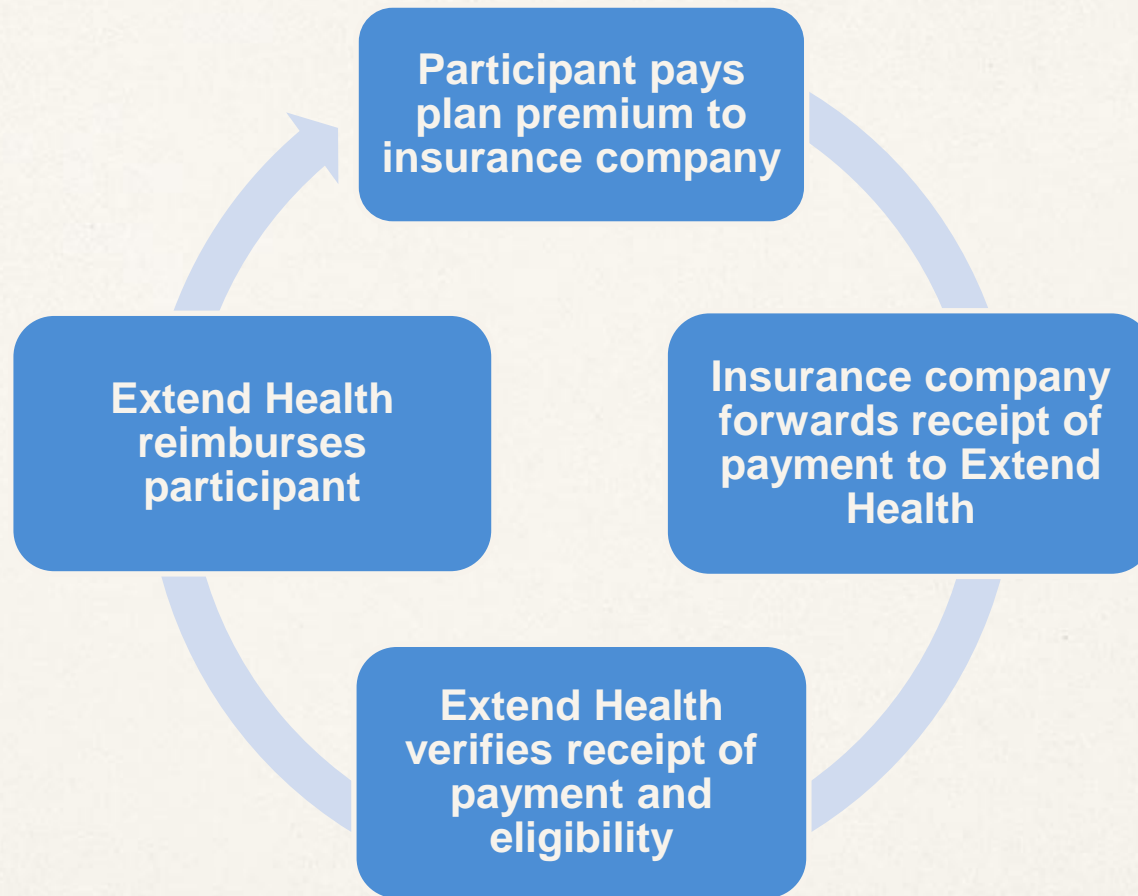 Participant pays
plan premium to
insurance company
Insurance company
forwards receipt of
payment to Extend
Health
Extend Health
verifies receipt of
payment and
eligibility
Extend Health
reimburses
participant